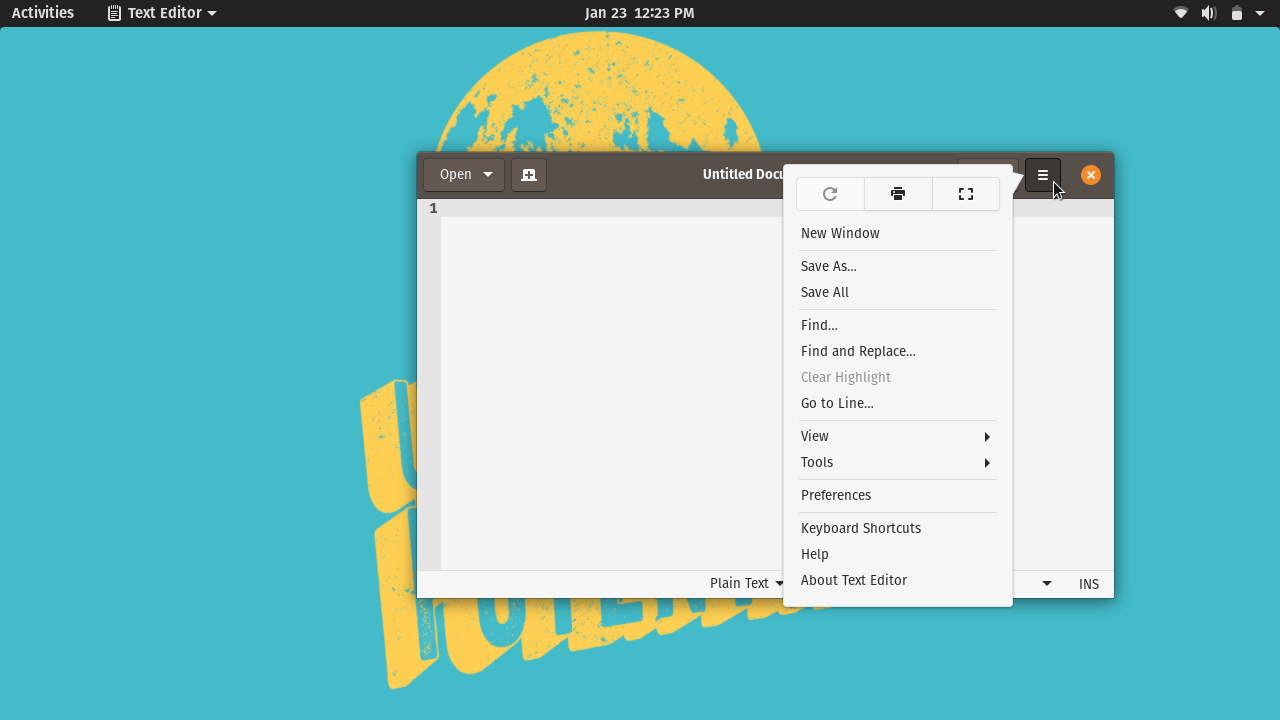 Activities
Text Editor
Jan 23 12:23 PM
Open
Untitled Docu
1
New Window
Save As...
Save All
Find...
Find and Replace...
Clear Highlight
Go to Line...
View
Tools
Preferences
Keyboard Shortcuts
Help
About Text Editor
Plain Text
INS